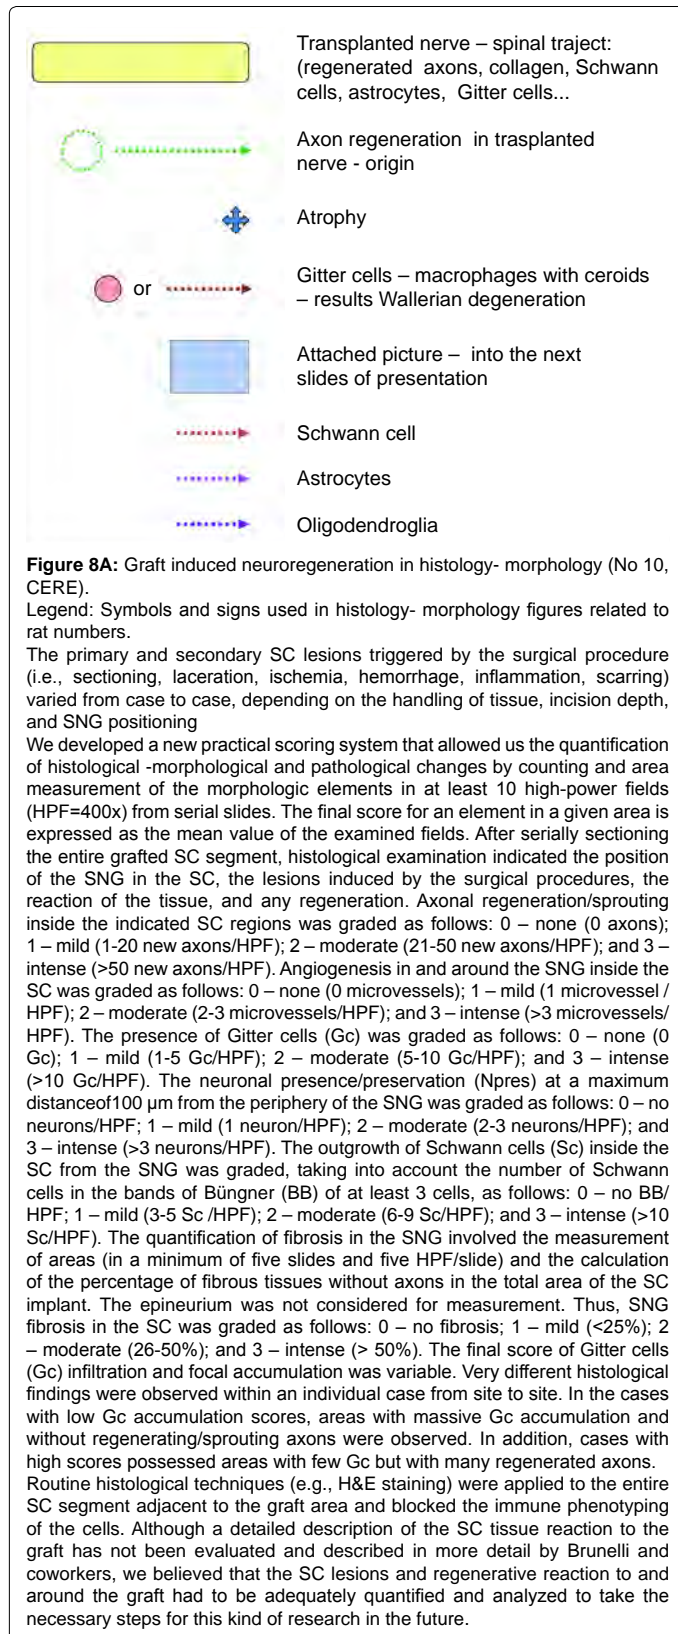 Transplanted nerve – spinal traject:
(regenerated axons, collagen, Schwann
cells, astrocytes, Gitter cells...
Axon regeneration in trasplanted
nerve - origin
Atrophy
or
Gitter cells – macrophages with ceroids
– results Wallerian degeneration
Attached picture – into the next
slides of presentation
Schwann cell
Astrocytes
Oligodendroglia
Figure 8A: Graft induced neuroregeneration in histology- morphology (No 10,
CERE).
Legend: Symbols and signs used in histology- morphology figures related to
rat numbers.
The primary and secondary SC lesions triggered by the surgical procedure
(i.e., sectioning, laceration, ischemia, hemorrhage, inflammation, scarring)
varied from case to case, depending on the handling of tissue, incision depth,
and SNG positioning
We developed a new practical scoring system that allowed us the quantification
of histological -morphological and pathological changes by counting and area
measurement of the morphologic elements in at least 10 high-power fields
(HPF=400x) from serial slides. The final score for an element in a given area is
expressed as the mean value of the examined fields. After serially sectioning
the entire grafted SC segment, histological examination indicated the position
of the SNG in the SC, the lesions induced by the surgical procedures, the
reaction of the tissue, and any regeneration. Axonal regeneration/sprouting
inside the indicated SC regions was graded as follows: 0 – none (0 axons);
1 – mild (1-20 new axons/HPF); 2 – moderate (21-50 new axons/HPF); and 3 –
intense (>50 new axons/HPF). Angiogenesis in and around the SNG inside the
SC was graded as follows: 0 – none (0 microvessels); 1 – mild (1 microvessel /
HPF); 2 – moderate (2-3 microvessels/HPF); and 3 – intense (>3 microvessels/
HPF). The presence of Gitter cells (Gc) was graded as follows: 0 – none (0
Gc); 1 – mild (1-5 Gc/HPF); 2 – moderate (5-10 Gc/HPF); and 3 – intense
(>10 Gc/HPF). The neuronal presence/preservation (Npres) at a maximum
distanceof100 µm from the periphery of the SNG was graded as follows: 0 – no
neurons/HPF; 1 – mild (1 neuron/HPF); 2 – moderate (2-3 neurons/HPF); and
3 – intense (>3 neurons/HPF). The outgrowth of Schwann cells (Sc) inside the
SC from the SNG was graded, taking into account the number of Schwann
cells in the bands of Büngner (BB) of at least 3 cells, as follows: 0 – no BB/
HPF; 1 – mild (3-5 Sc /HPF); 2 – moderate (6-9 Sc/HPF); and 3 – intense (>10
Sc/HPF). The quantification of fibrosis in the SNG involved the measurement
of areas (in a minimum of five slides and five HPF/slide) and the calculation
of the percentage of fibrous tissues without axons in the total area of the SC
implant. The epineurium was not considered for measurement. Thus, SNG
fibrosis in the SC was graded as follows: 0 – no fibrosis; 1 – mild (<25%); 2
– moderate (26-50%); and 3 – intense (> 50%). The final score of Gitter cells
(Gc) infiltration and focal accumulation was variable. Very different histological
findings were observed within an individual case from site to site. In the cases
with low Gc accumulation scores, areas with massive Gc accumulation and
without regenerating/sprouting axons were observed. In addition, cases with
high scores possessed areas with few Gc but with many regenerated axons.
Routine histological techniques (e.g., H&E staining) were applied to the entire
SC segment adjacent to the graft area and blocked the immune phenotyping
of the cells. Although a detailed description of the SC tissue reaction to the
graft has not been evaluated and described in more detail by Brunelli and
coworkers, we believed that the SC lesions and regenerative reaction to and
around the graft had to be adequately quantified and analyzed to take the
necessary steps for this kind of research in the future.